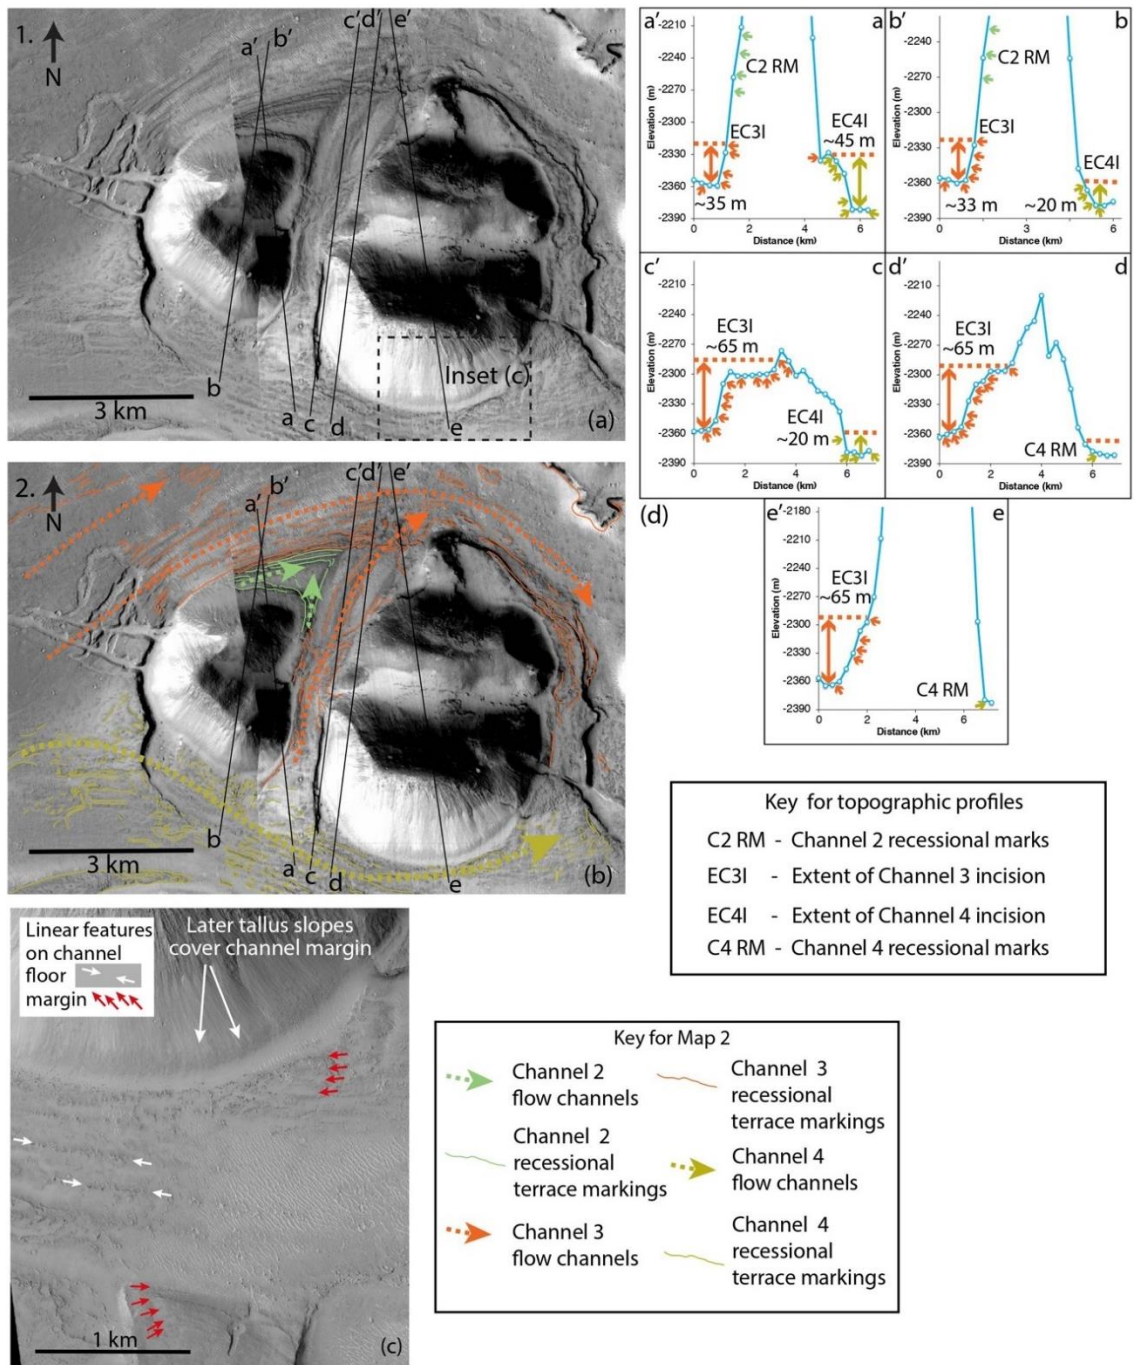 1.
N
a'
b'
c'
d'
e'
b
a
c
d
e
Inset (c)
3 km
(a)
2.
N
a'
b'
c'
d'
e'
b
a
c
d
e
3 km
(b)
Linear features
on channel
floor
margin
Later tallus slopes
cover channel margin
1 km
(c)
a'
a
-2210
-2240
-2270
-2300
-2330
-2360
-2390
Elevation (m)
C2 RM
EC3I
~35 m
EC4I
~45 m
0 2 4 6
Distance (km)
b'
b
-2240
-2270
-2300
-2330
-2360
-2390
Elevation (m)
C2 RM
EC3I
~33 m
EC4I
~20 m
0 2 4 6
Distance (km)
c'
c
-2210
-2240
-2270
-2300
-2330
-2360
-2390
Elevation (m)
EC3I
~65 m
EC4I
~20 m
0 2 4 6
Distance (km)
d'
d
-2210
-2240
-2270
-2300
-2330
-2360
-2390
Elevation (m)
EC3I
~65 m
C4 RM
0 2 4 6
Distance (km)
(d)
e'
e
-2180
-2210
-2240
-2270
-2300
-2330
-2360
-2390
Elevation (m)
EC3I
~65 m
C4 RM
0 2 4 6
Distance (km)
Key for topographic profiles
C2 RM - Channel 2 recessional marks
EC3I - Extent of Channel 3 incision
EC4I - Extent of Channel 4 incision
C4 RM - Channel 4 recessional marks
Key for Map 2
Channel 2
flow channels
Channel 2
recessional
terrace markings
Channel 3
flow channels
Channel 3
recessional
terrace markings
Channel 4
flow channels
Channel 4
recessional
terrace markings